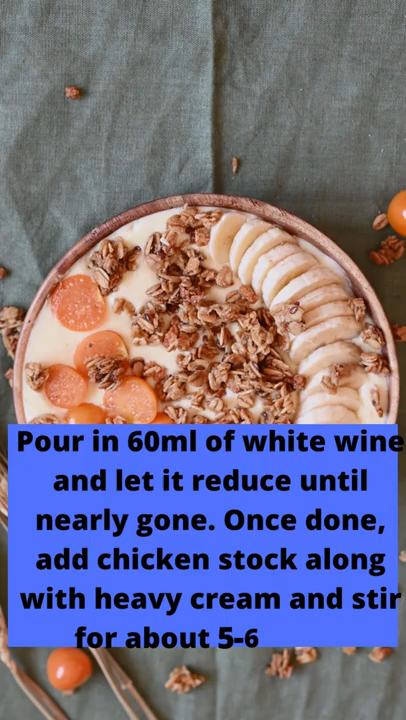 Pour in 60ml of white wine
and let it reduce until
nearly gone. Once done,
add chicken stock along
with heavy cream and stir
for about 5-6